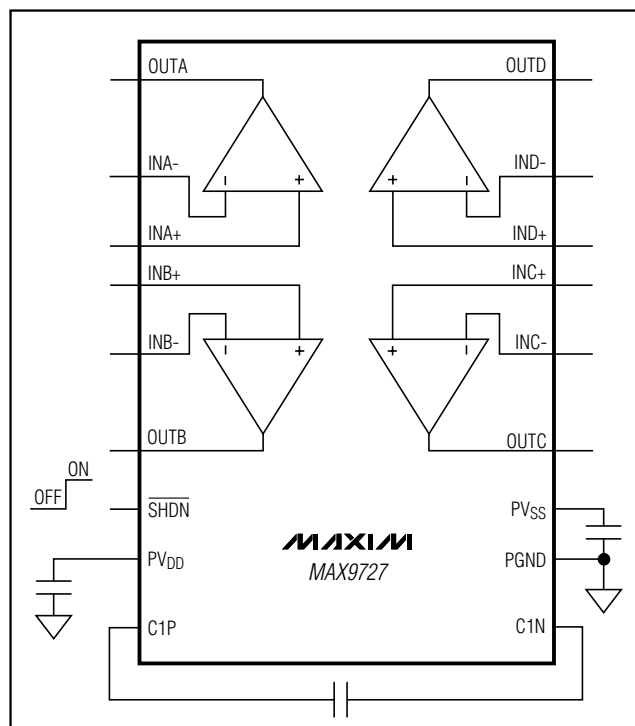 OUTA
OUTD
INA-
IND-
INA+
IND+
INB+
INC+
INB-
INC-
OUTB
OUTC
ON
OFF
SHDN
PVSS
PVDD
PGND
MAXIM
MAX9727
C1P
C1N